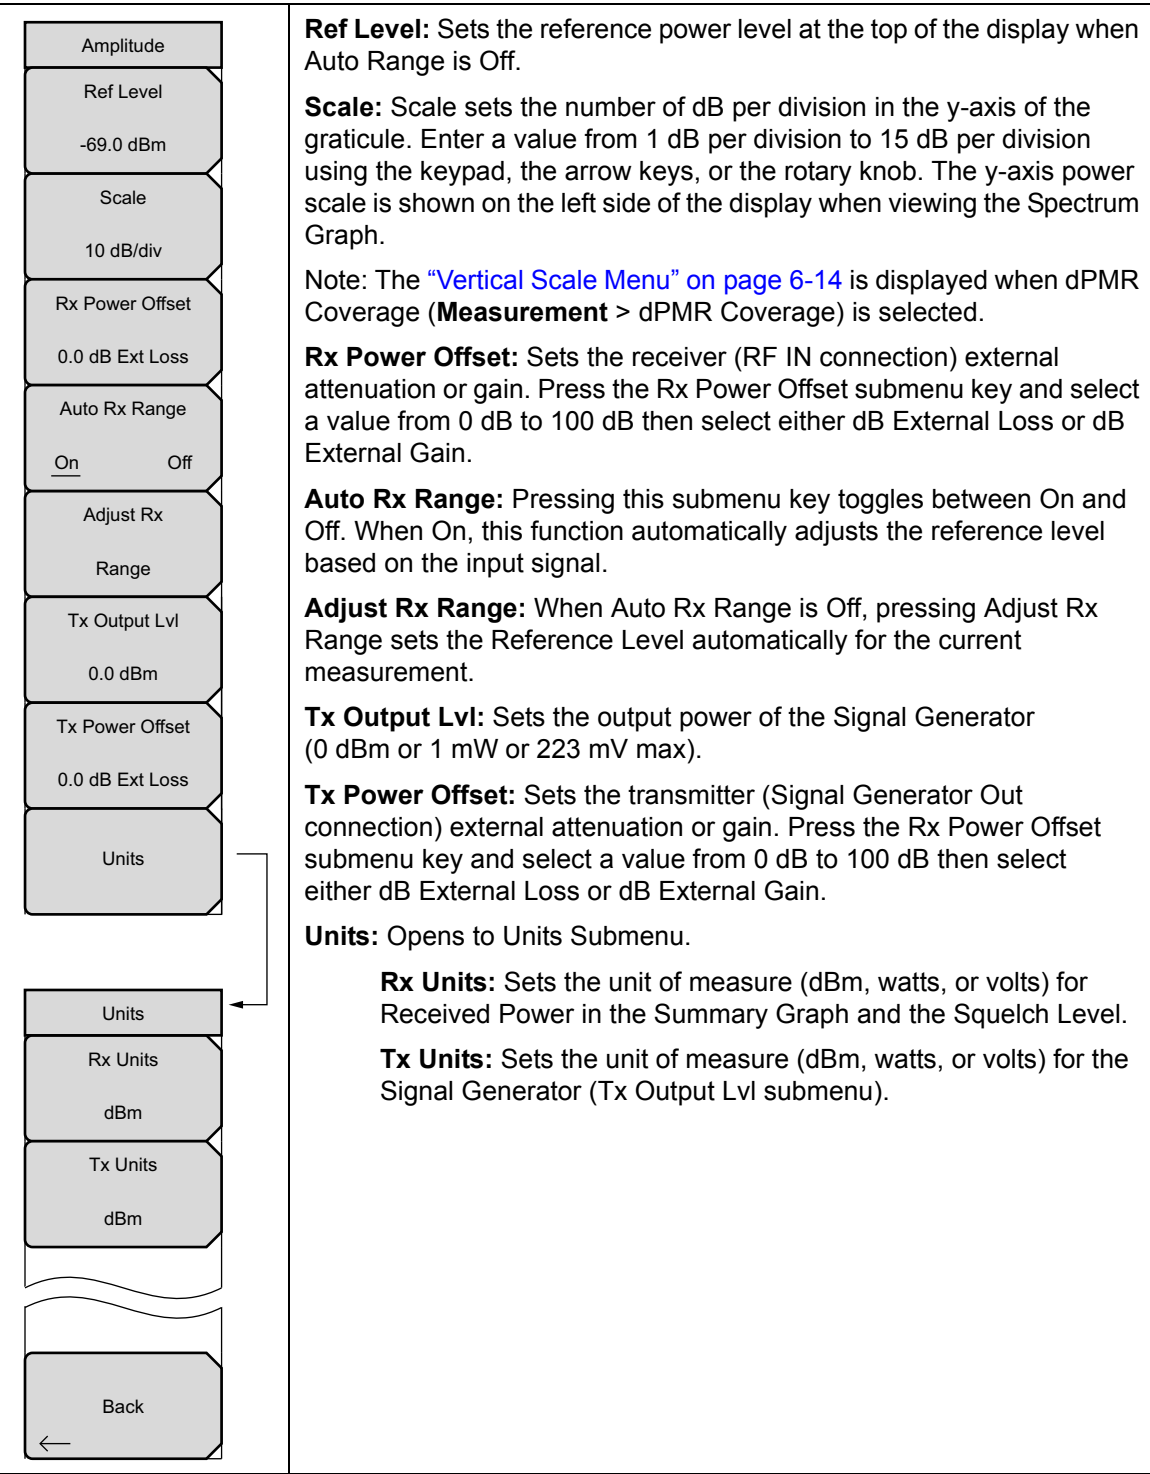 Amplitude
Ref Level
-69.0 dBm
Scale
10 dB/div
Rx Power Offset
0.0 dB Ext Loss
Auto Rx Range
On Off
Adjust Rx
Range
Tx Output Lvl
0.0 dBm
Tx Power Offset
0.0 dB Ext Loss
Units
Units
Rx Units
dBm
Tx Units
dBm
Back
Ref Level: Sets the reference power level at the top of the display when
Auto Range is Off.
Scale: Scale sets the number of dB per division in the y-axis of the
graticule. Enter a value from 1 dB per division to 15 dB per division
using the keypad, the arrow keys, or the rotary knob. The y-axis power
scale is shown on the left side of the display when viewing the Spectrum
Graph.
Note: The “Vertical Scale Menu” on page 6-14 is displayed when dPMR
Coverage (Measurement > dPMR Coverage) is selected.
Rx Power Offset: Sets the receiver (RF IN connection) external
attenuation or gain. Press the Rx Power Offset submenu key and select
a value from 0 dB to 100 dB then select either dB External Loss or dB
External Gain.
Auto Rx Range: Pressing this submenu key toggles between On and
Off. When On, this function automatically adjusts the reference level
based on the input signal.
Adjust Rx Range: When Auto Rx Range is Off, pressing Adjust Rx
Range sets the Reference Level automatically for the current
measurement.
Tx Output Lvl: Sets the output power of the Signal Generator
(0 dBm or 1 mW or 223 mV max).
Tx Power Offset: Sets the transmitter (Signal Generator Out
connection) external attenuation or gain. Press the Rx Power Offset
submenu key and select a value from 0 dB to 100 dB then select
either dB External Loss or dB External Gain.
Units: Opens to Units Submenu.
Rx Units: Sets the unit of measure (dBm, watts, or volts) for
Received Power in the Summary Graph and the Squelch Level.
Tx Units: Sets the unit of measure (dBm, watts, or volts) for the
Signal Generator (Tx Output Lvl submenu).